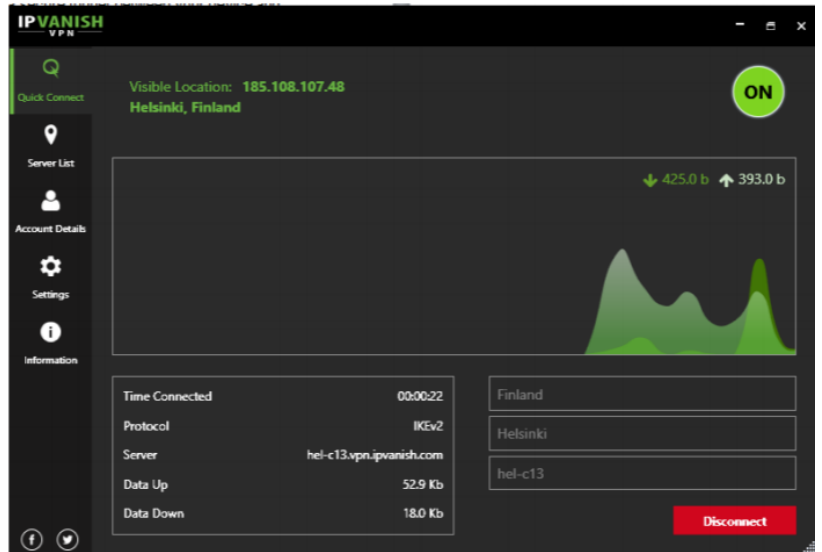 IPVANISH
VPN
Quick Connect
Server List
Account Details
Settings
Information
Visible Location: 185.108.107.48
Helsinki, Finland
ON
425.0 b 393.0 b
Time Connected 00:00:22
Protocol IKEv2
Server hel-c13.vpn.ipvanish.com
Data Up 52.9 Kb
Data Down 18.0 Kb
Finland
Helsinki
hel-c13
Disconnect